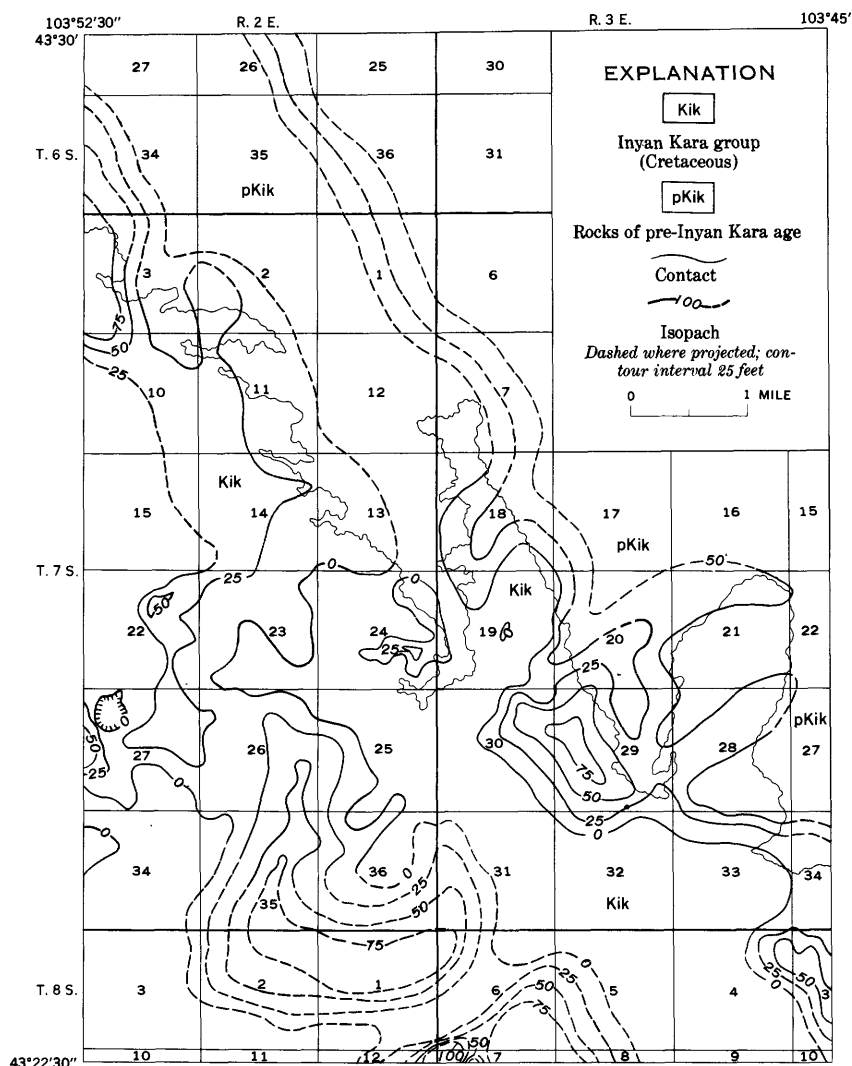 103°52'30" R. 2 E. R. 3 E. 103°45'
43°30'
27 26 25 30
EXPLANATION
Kik
Inyan Kara group
(Cretaceous)
pKik
Rocks of pre-Inyan Kara age
Contact
100
Isopach
Dashed where projected; con-
tour interval 25 feet
0 1 MILE
T. 6 S. 34 35 36 31
pKik
3 2 1 6
75
50
25
10 11 12 7
Kik
15 14 13 18 17 16 15
pKik
T. 7 S.
50
0 0
25
Kik
50
22 23 24 19 20 21 22
25 25
0
pKik
50 27 26 25 30 29 28 27
75
25 0 50
25
0
0
34 35 36 31 32 33 34
0
25
50
Kik
75
0
25
50
75
25 50
0
T. 8 S. 3 2 1 6 5 4 3
50
100
43°22'30" 10 11 12 7 8 9 10